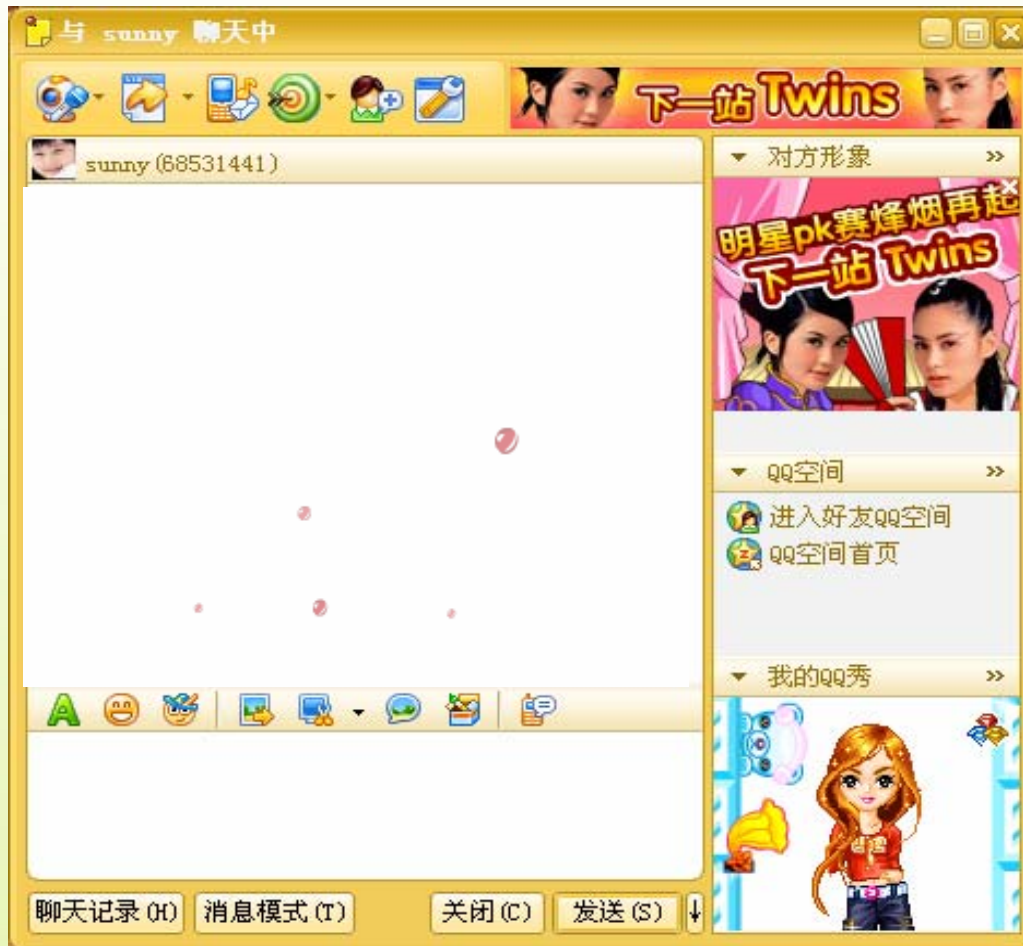 与 sunny 聊天中
下一站 Twins
sunny (68531441)
对方形象
明星pk赛烽烟再起
下一站 Twins
QQ空间
进入好友QQ空间
QQ空间首页
我的QQ秀
聊天记录(H)
消息模式(T)
关闭(C)
发送(S)